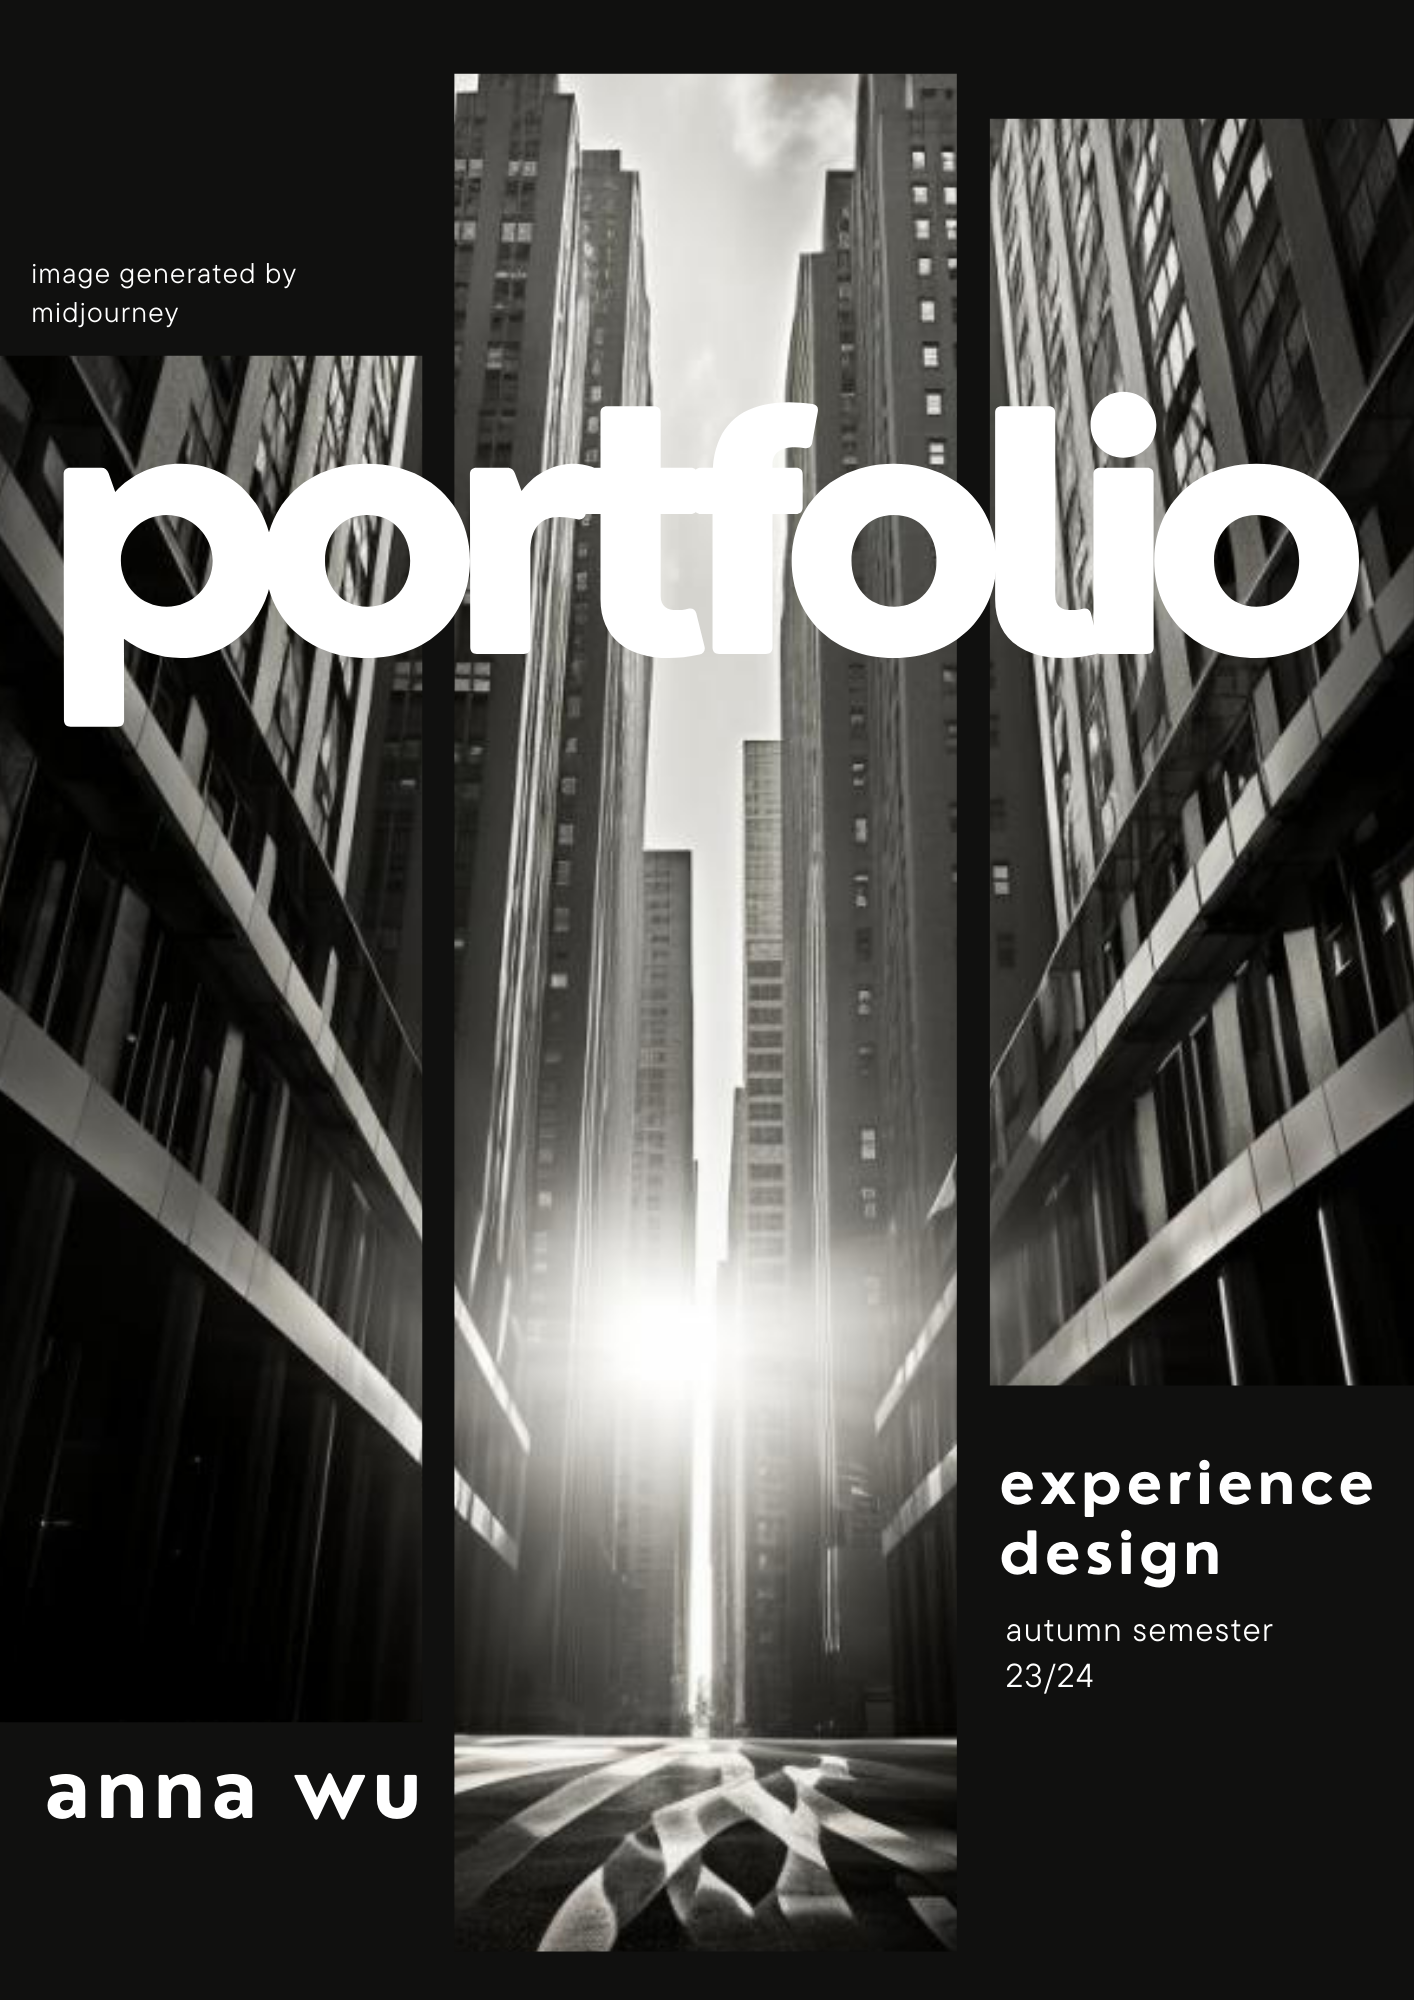 image generated by
midjourney
portfolio
experience
design
autumn semester
23/24
anna wu